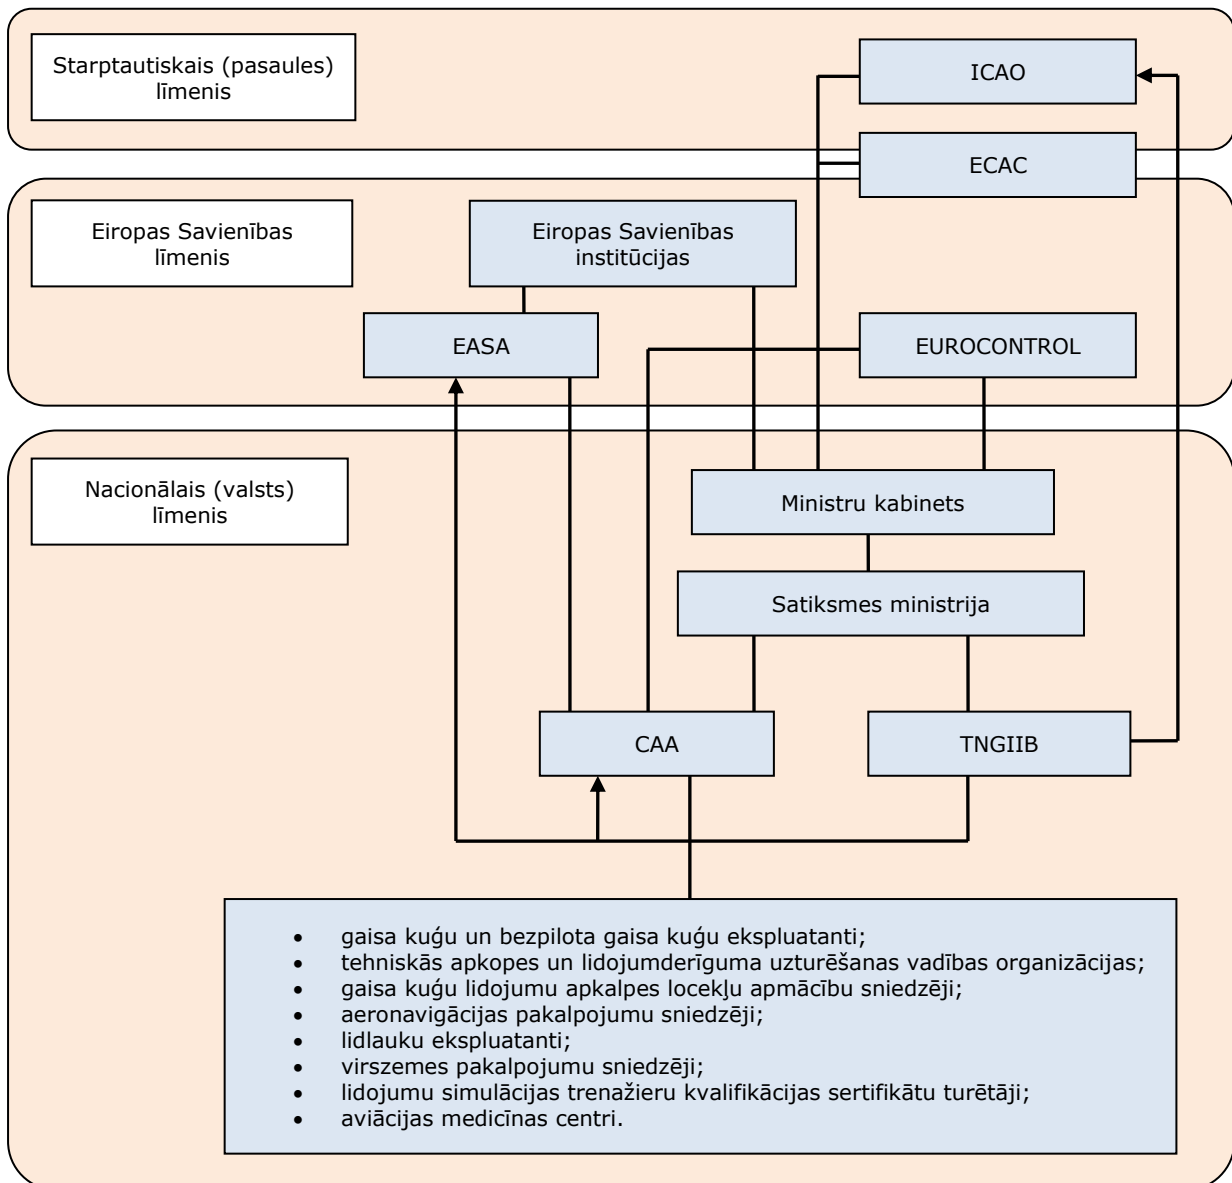 Starptautiskais (pasaules)
līmenis
ICAO
ECAC
Eiropas Savienības
līmenis
Eiropas Savienības
institūcijas
EASA
EUROCONTROL
Nacionālais (valsts)
līmenis
Ministru kabinets
Satiksmes ministrija
CAA
TNGIIB
• gaisa kuģu un bezpilota gaisa kuģu ekspluatanti;
• tehniskās apkopes un lidojumderīguma uzturēšanas vadības organizācijas;
• gaisa kuģu lidojumu apkalpes locekļu apmācību sniedzēji;
• aeronavigācijas pakalpojumu sniedzēji;
• lidlauku ekspluatanti;
• virszemes pakalpojumu sniedzēji;
• lidojumu simulācijas trenažieru kvalifikācijas sertifikātu turētāji;
• aviācijas medicīnas centri.